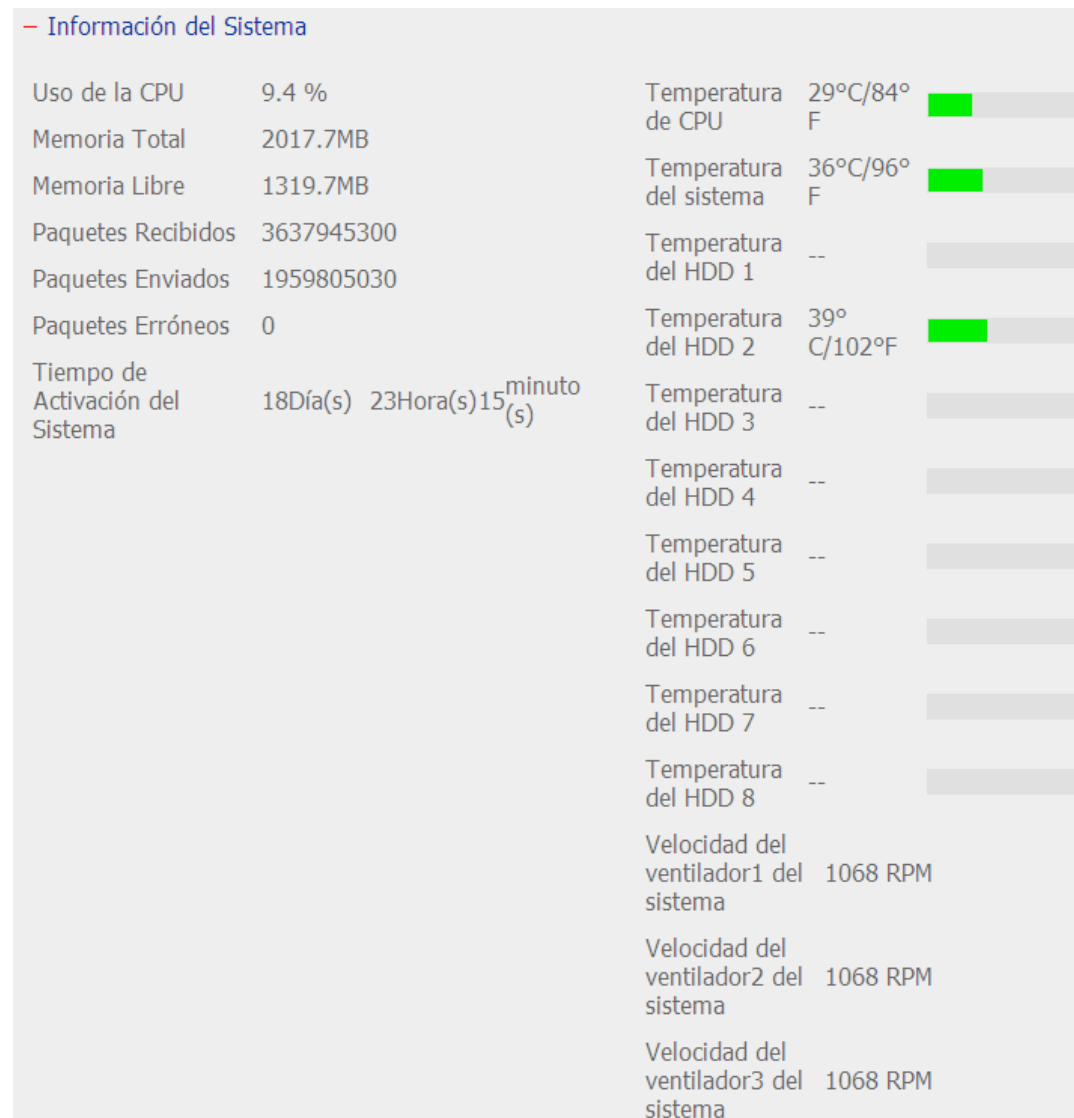 − Información del Sistema
Uso de la CPU 9.4 %
Memoria Total 2017.7MB
Memoria Libre 1319.7MB
Paquetes Recibidos 3637945300
Paquetes Enviados 1959805030
Paquetes Erróneos 0
Tiempo de
Activación del
Sistema
18Día(s) 23Hora(s)15
minuto
(s)
Temperatura
de CPU
29°C/84°
F
Temperatura
del sistema
36°C/96°
F
Temperatura
del HDD 1
--
Temperatura
del HDD 2
39°
C/102°F
Temperatura
del HDD 3
--
Temperatura
del HDD 4
--
Temperatura
del HDD 5
--
Temperatura
del HDD 6
--
Temperatura
del HDD 7
--
Temperatura
del HDD 8
--
Velocidad del
ventilador1 del
sistema
1068 RPM
Velocidad del
ventilador2 del
sistema
1068 RPM
Velocidad del
ventilador3 del
sistema
1068 RPM